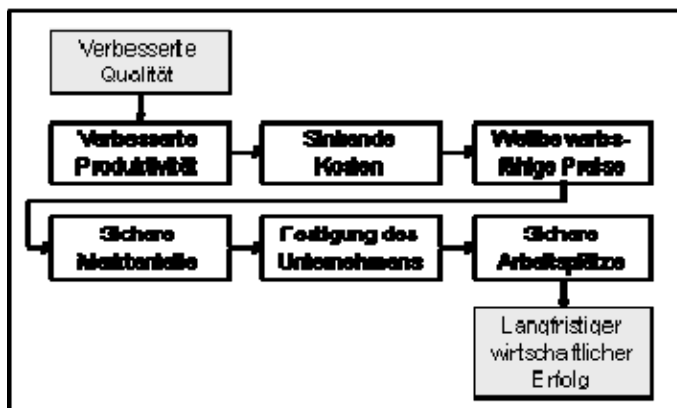 Verbesserte
Qualität
Verbesserte
Produktivität
Sinkende
Kosten
Wettbewerbs-
fähige Preise
Sichere
Marktanteile
Festigung des
Unternehmens
Sichere
Arbeitsplätze
Langfristiger
wirtschaftlicher
Erfolg